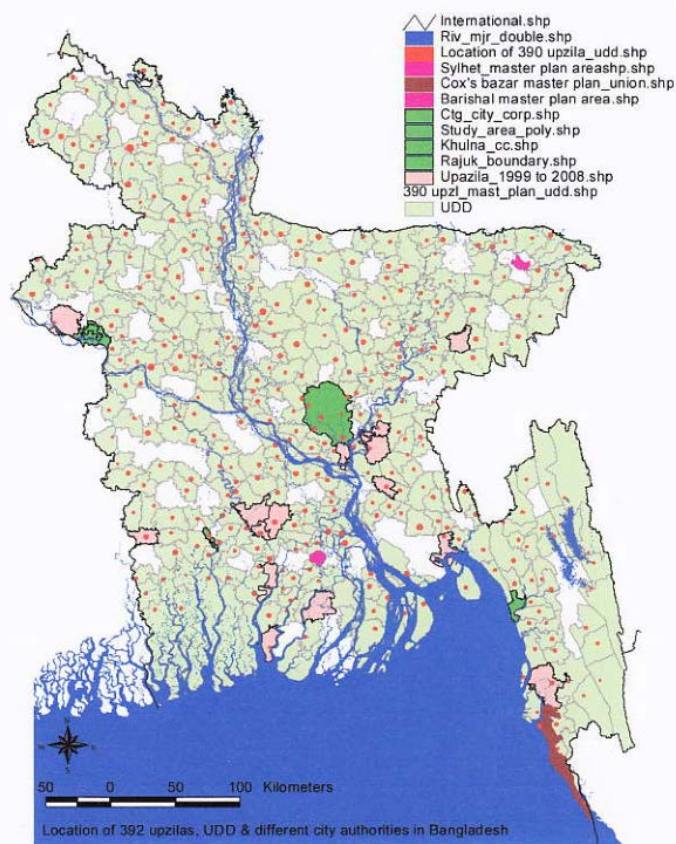 International.shp
Riv_mjr_double.shp
Location of 390 upzila_udd.shp
Sylhet_master plan areashp.shp
Cox's bazar master plan_union.shp
Barishal master plan area.shp
Ctg_city_corp.shp
Study_area_poly.shp
Khulna_cc.shp
Rajuk_boundary.shp
Upazila_1999 to 2008.shp
390 upzl_mast_plan_udd.shp
UDD
N
W E
S
50 0 50 100 Kilometers
Location of 392 upzilas, UDD & different city authorities in Bangladesh